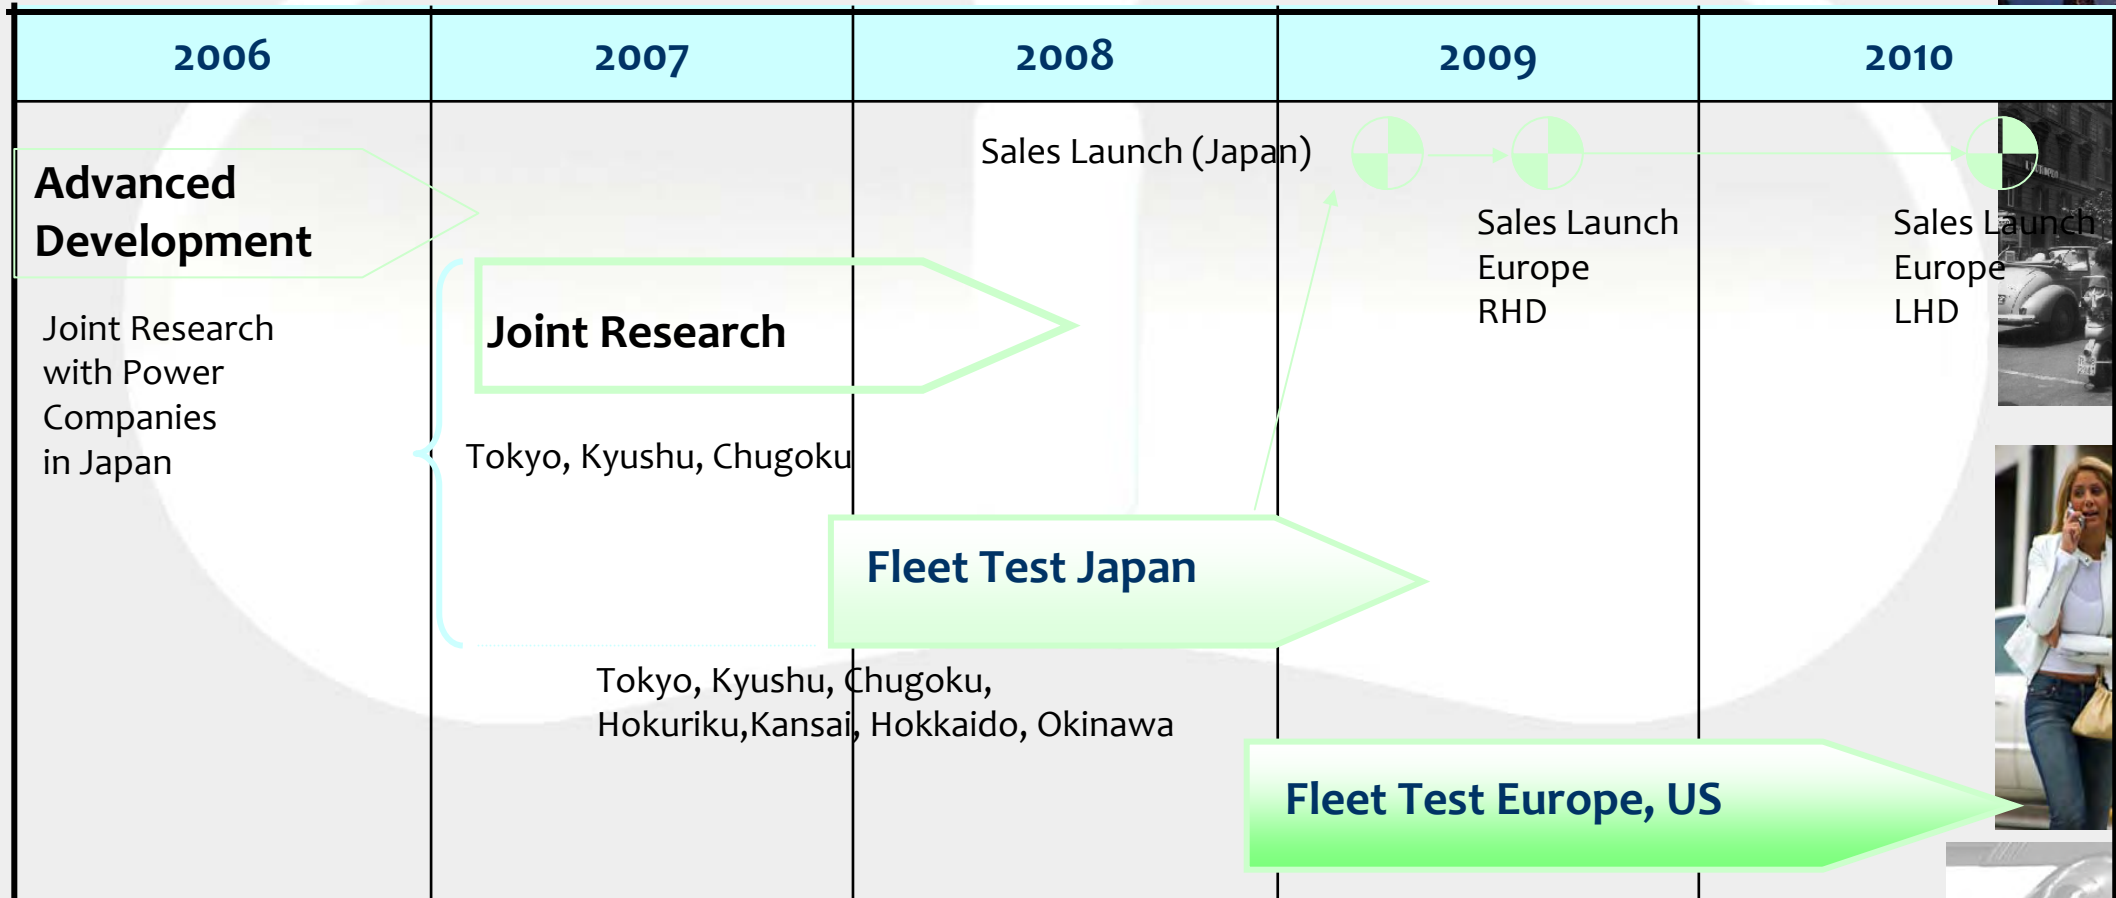 2006 2007 2008 2009 2010
Sales Launch (Japan)
Advanced
Development
Sales Launch
Europe
RHD
Sales Launch
Europe
LHD
Joint Research
with Power
Companies
in Japan
Joint Research
Tokyo, Kyushu, Chugoku
Fleet Test Japan
Tokyo, Kyushu, Chugoku,
Hokuriku,Kansai, Hokkaido, Okinawa
Fleet Test Europe, US